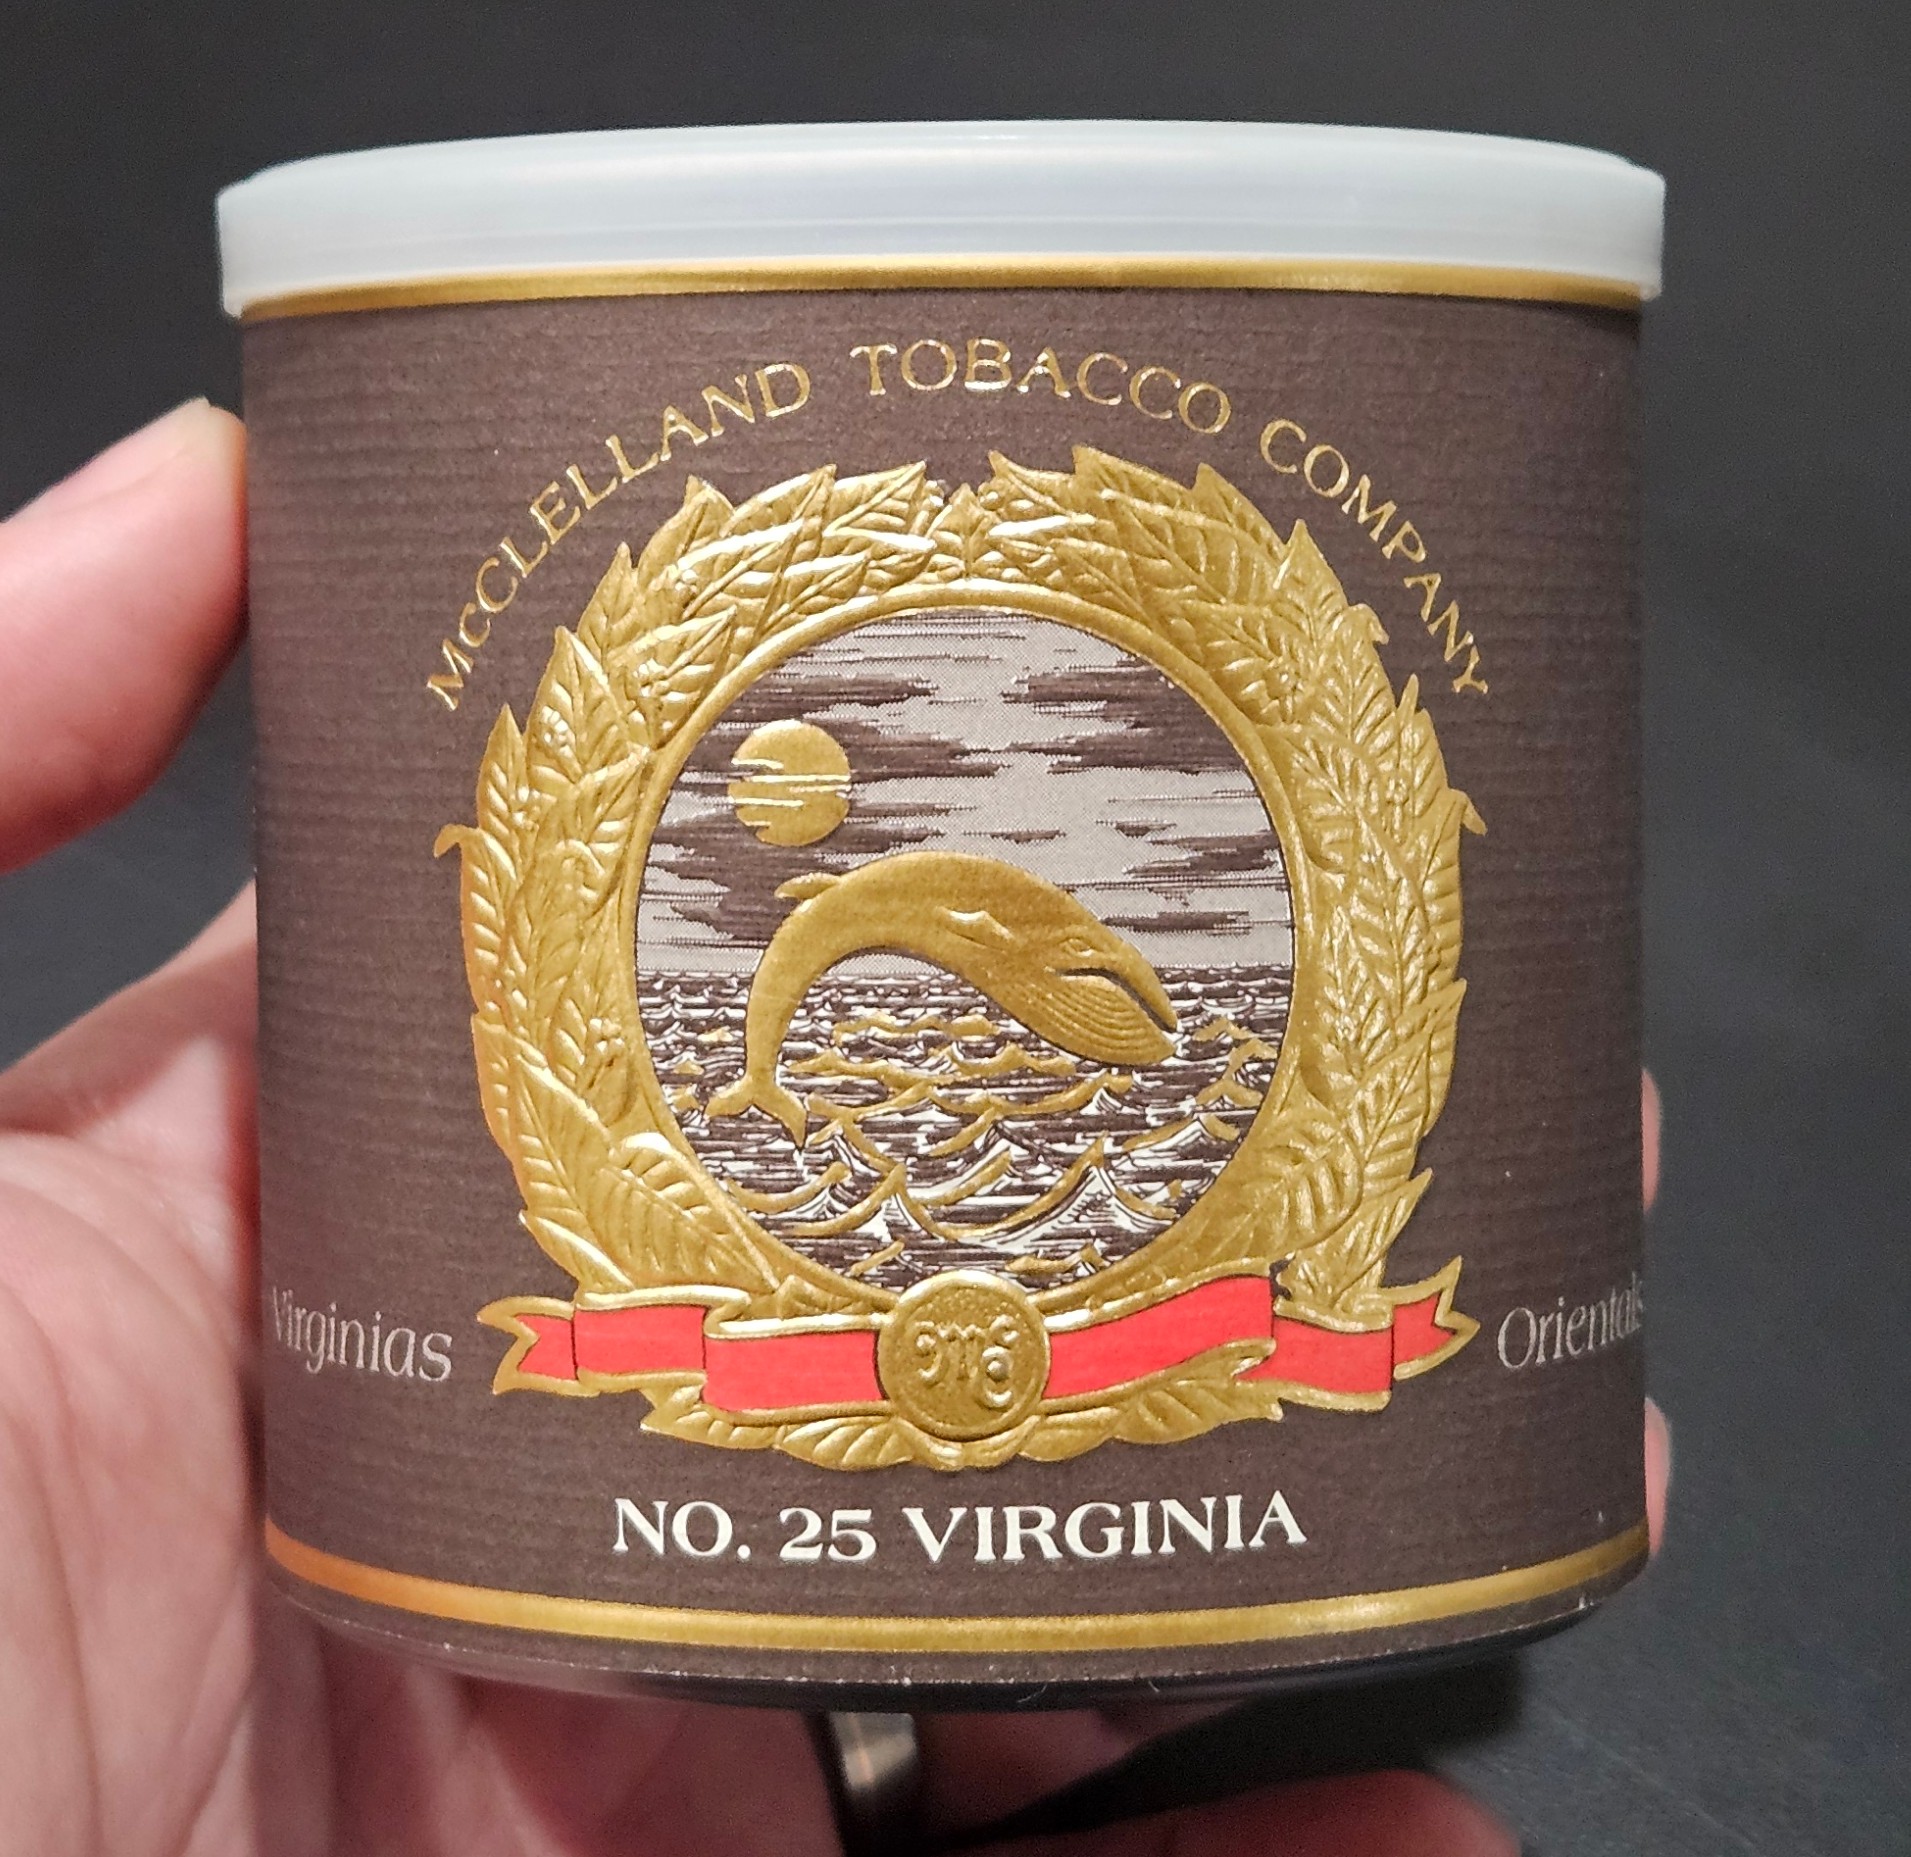 McCLELLAND TOBACCO COMPANY
Virginias
Orientals
NO. 25 VIRGINIA